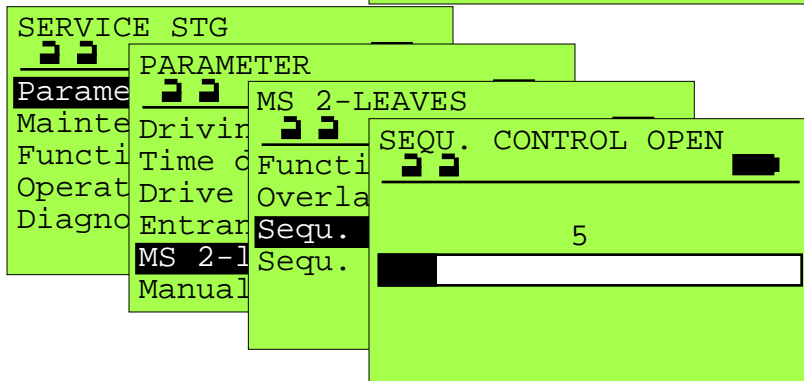 SERVICE STG
Parame
Mainte
Functi
Operat
Diagno
PARAMETER
Drivin
Time d
Drive
Entran
MS 2-l
Manual
MS 2-LEAVES
Functi
Overla
Sequ.
Sequ.
SEQU. CONTROL OPEN
5